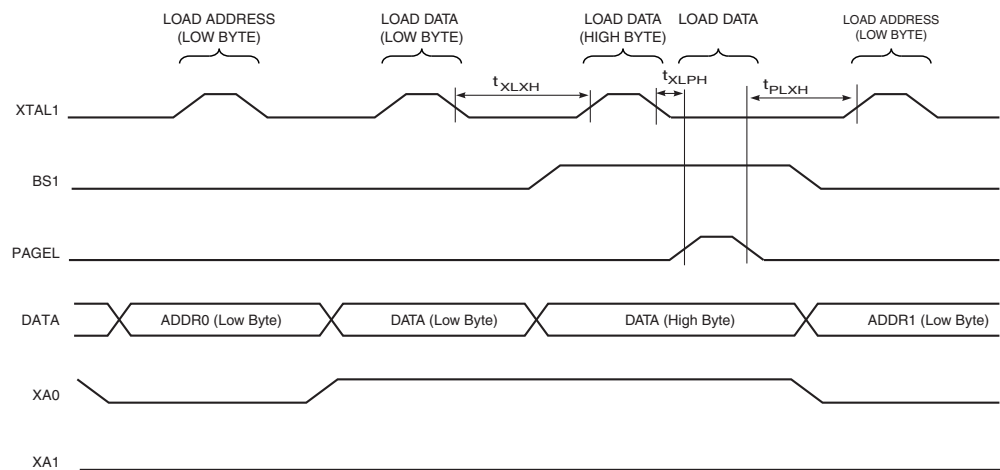 LOAD ADDRESS
(LOW BYTE)
LOAD DATA
(LOW BYTE)
LOAD DATA
(HIGH BYTE)
LOAD DATA
LOAD ADDRESS
(LOW BYTE)
tXLXH
tXLPH
tPLXH
XTAL1
BS1
PAGEL
DATA
ADDR0 (Low Byte)
DATA (Low Byte)
DATA (High Byte)
ADDR1 (Low Byte)
XA0
XA1